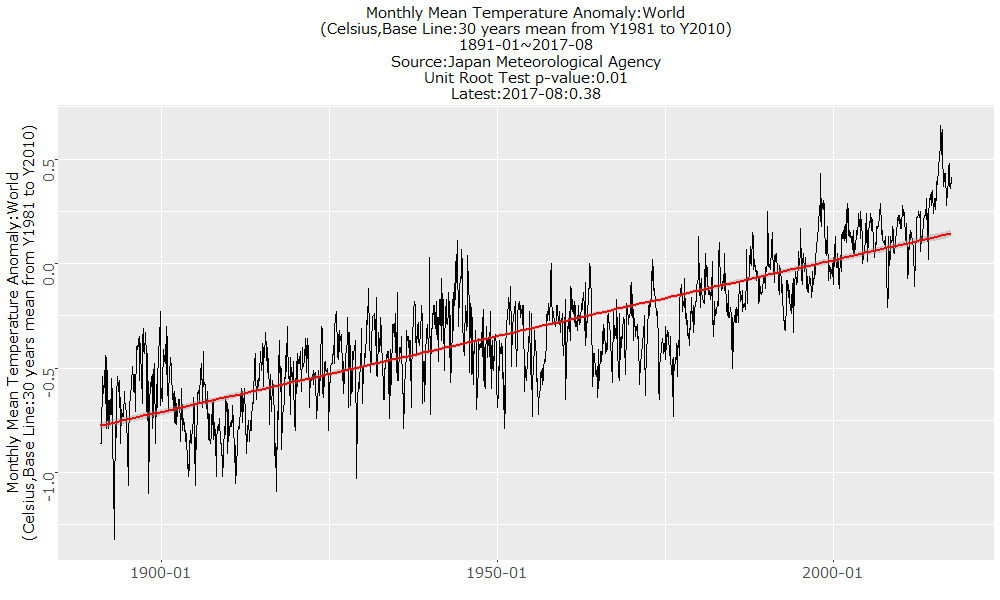 Monthly Mean Temperature Anomaly:World
(Celsius,Base Line:30 years mean from Y1981 to Y2010)
1891-01~2017-08
Source:Japan Meteorological Agency
Unit Root Test p-value:0.01
Latest:2017-08:0.38
Monthly Mean Temperature Anomaly:World
(Celsius,Base Line:30 years mean from Y1981 to Y2010)
0.5
0.0
-0.5
-1.0
1900-01
1950-01
2000-01